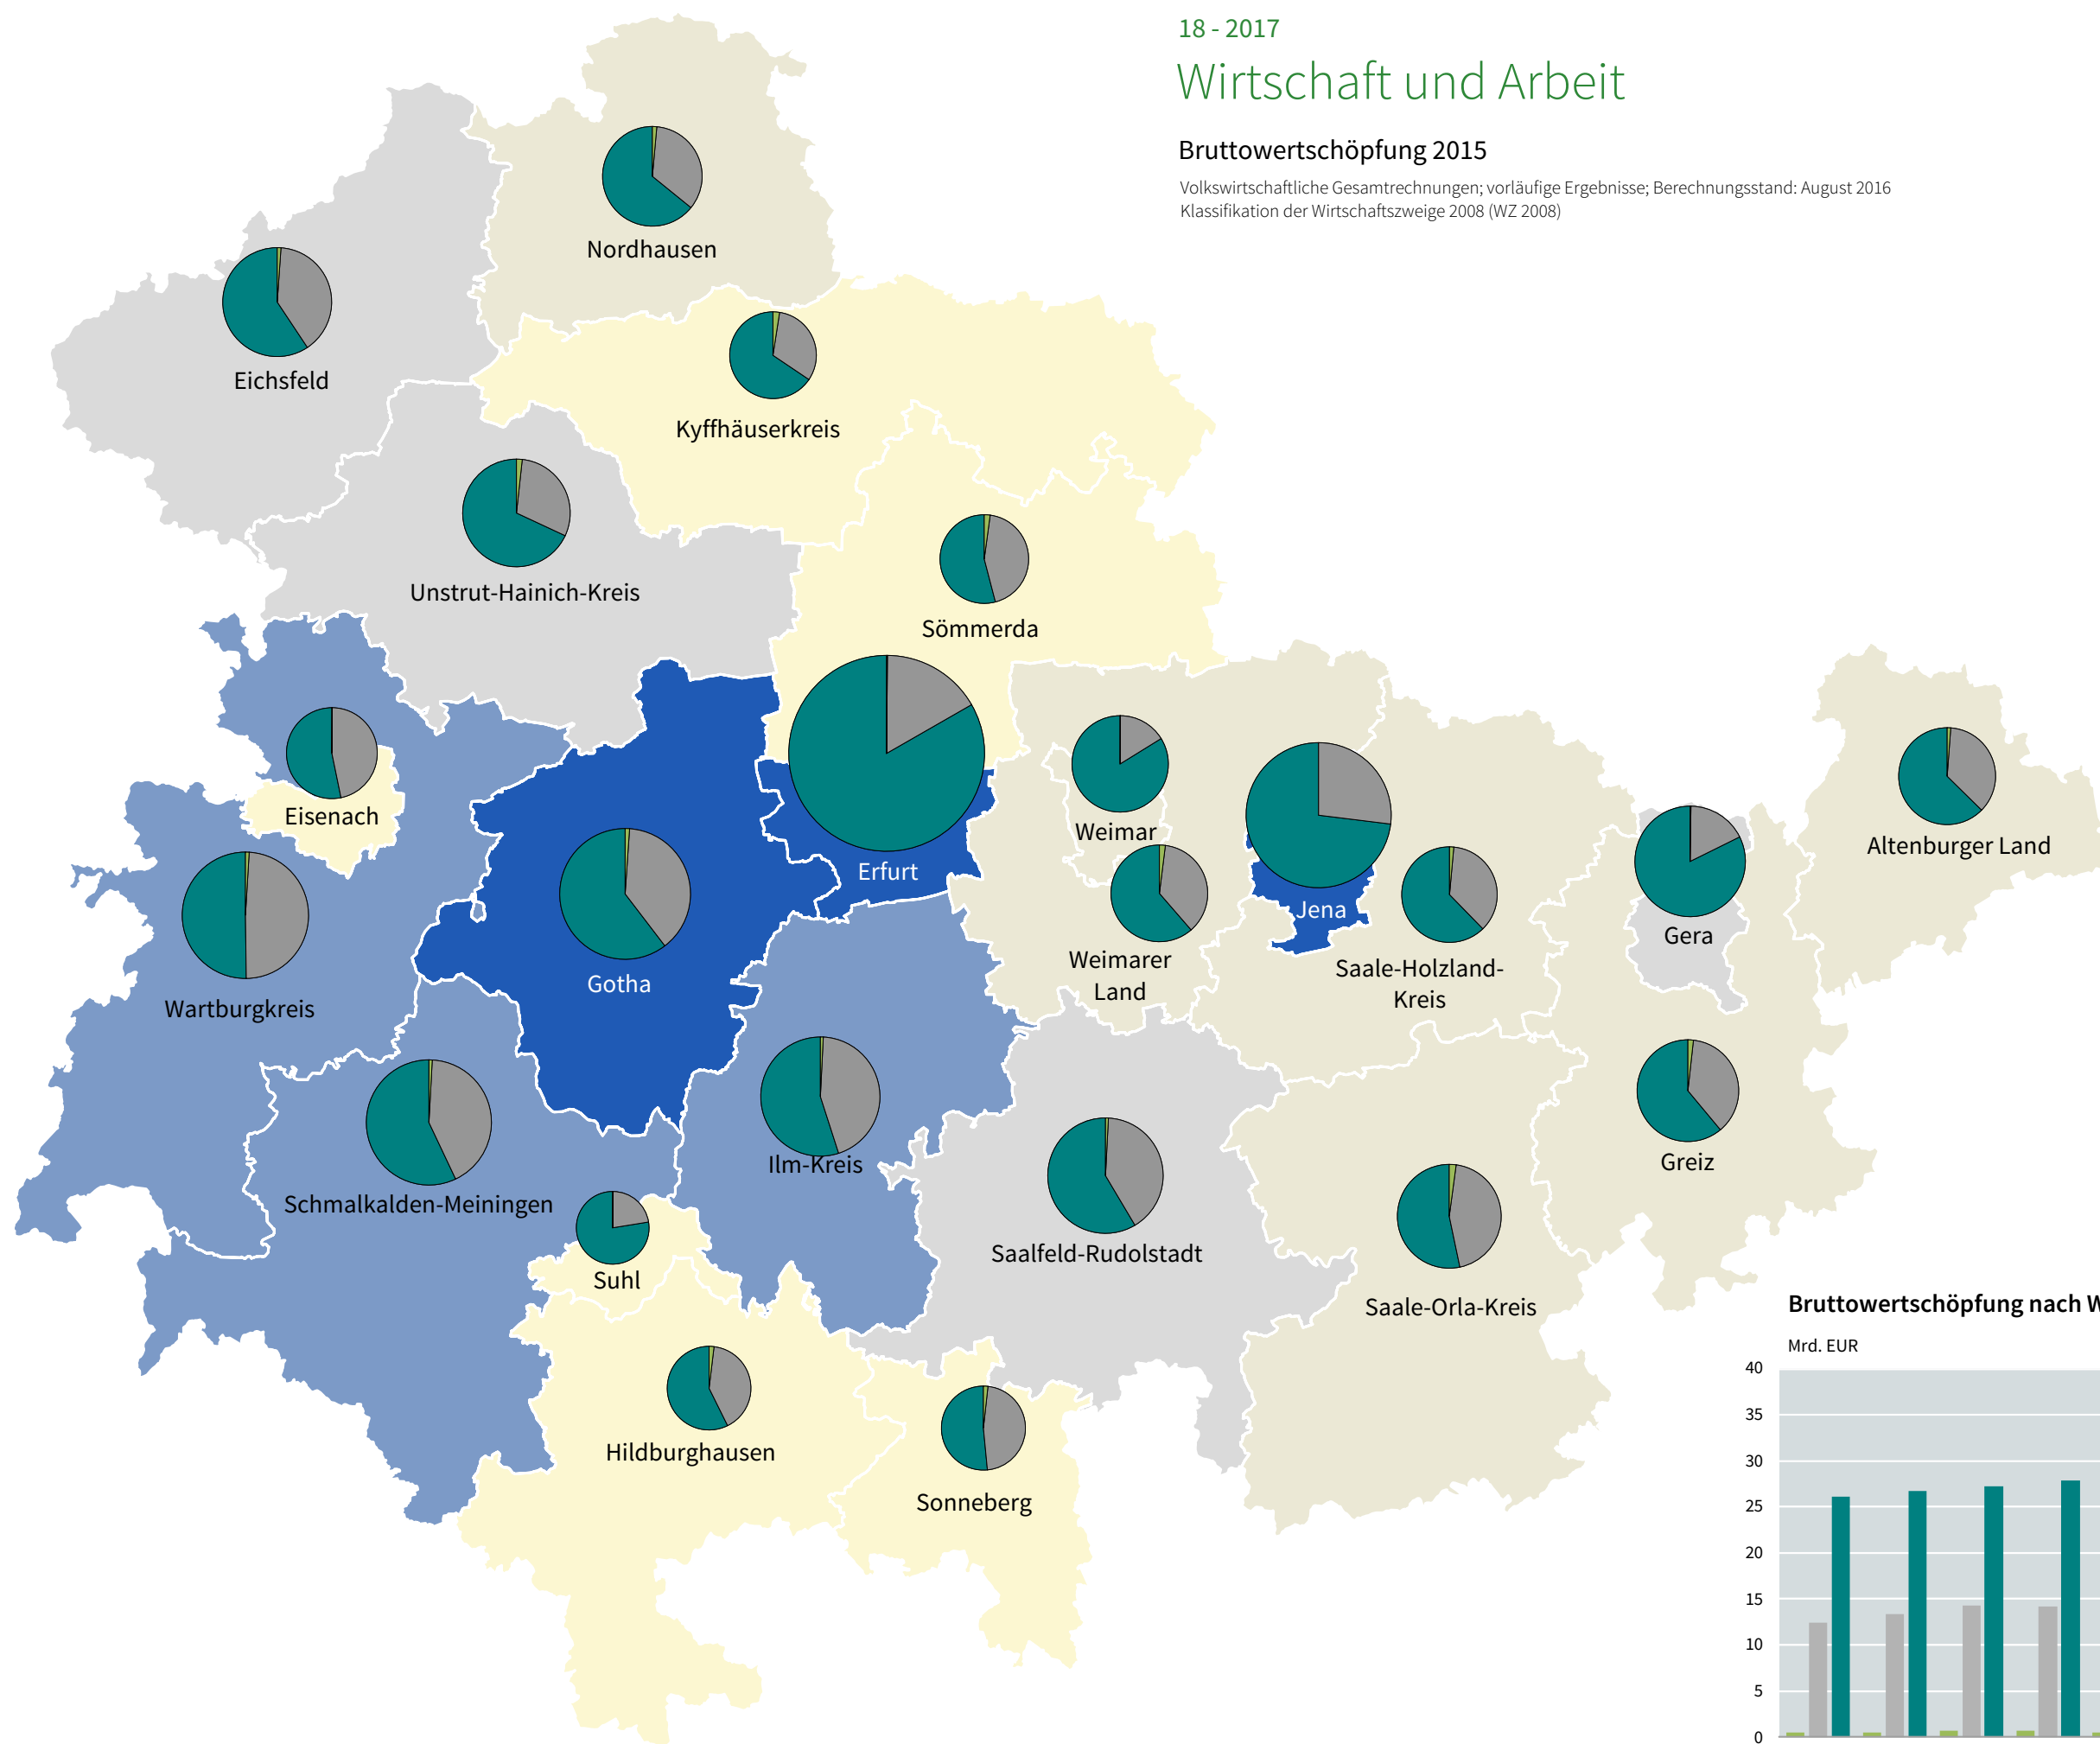 18 - 2017
Wirtschaft und Arbeit
Bruttowertschöpfung 2015
Volkswirtschaftliche Gesamtrechnungen; vorläufige Ergebnisse; Berechnungsstand: August 2016
Klassifikation der Wirtschaftszweige 2008 (WZ 2008)
Nordhausen
Eichsfeld
Kyffhäuserkreis
Unstrut-Hainich-Kreis
Sömmerda
Eisenach
Weimar
Altenburger Land
Erfurt
Jena
Gera
Weimarer
Land
Saale-Holzland-
Kreis
Gotha
Wartburgkreis
Ilm-Kreis
Greiz
Schmalkalden-Meiningen
Saalfeld-Rudolstadt
Suhl
Saale-Orla-Kreis
Hildburghausen
Sonneberg
Bruttowertschöpfung nach W
Mrd. EUR
40
35
30
25
20
15
10
5
0